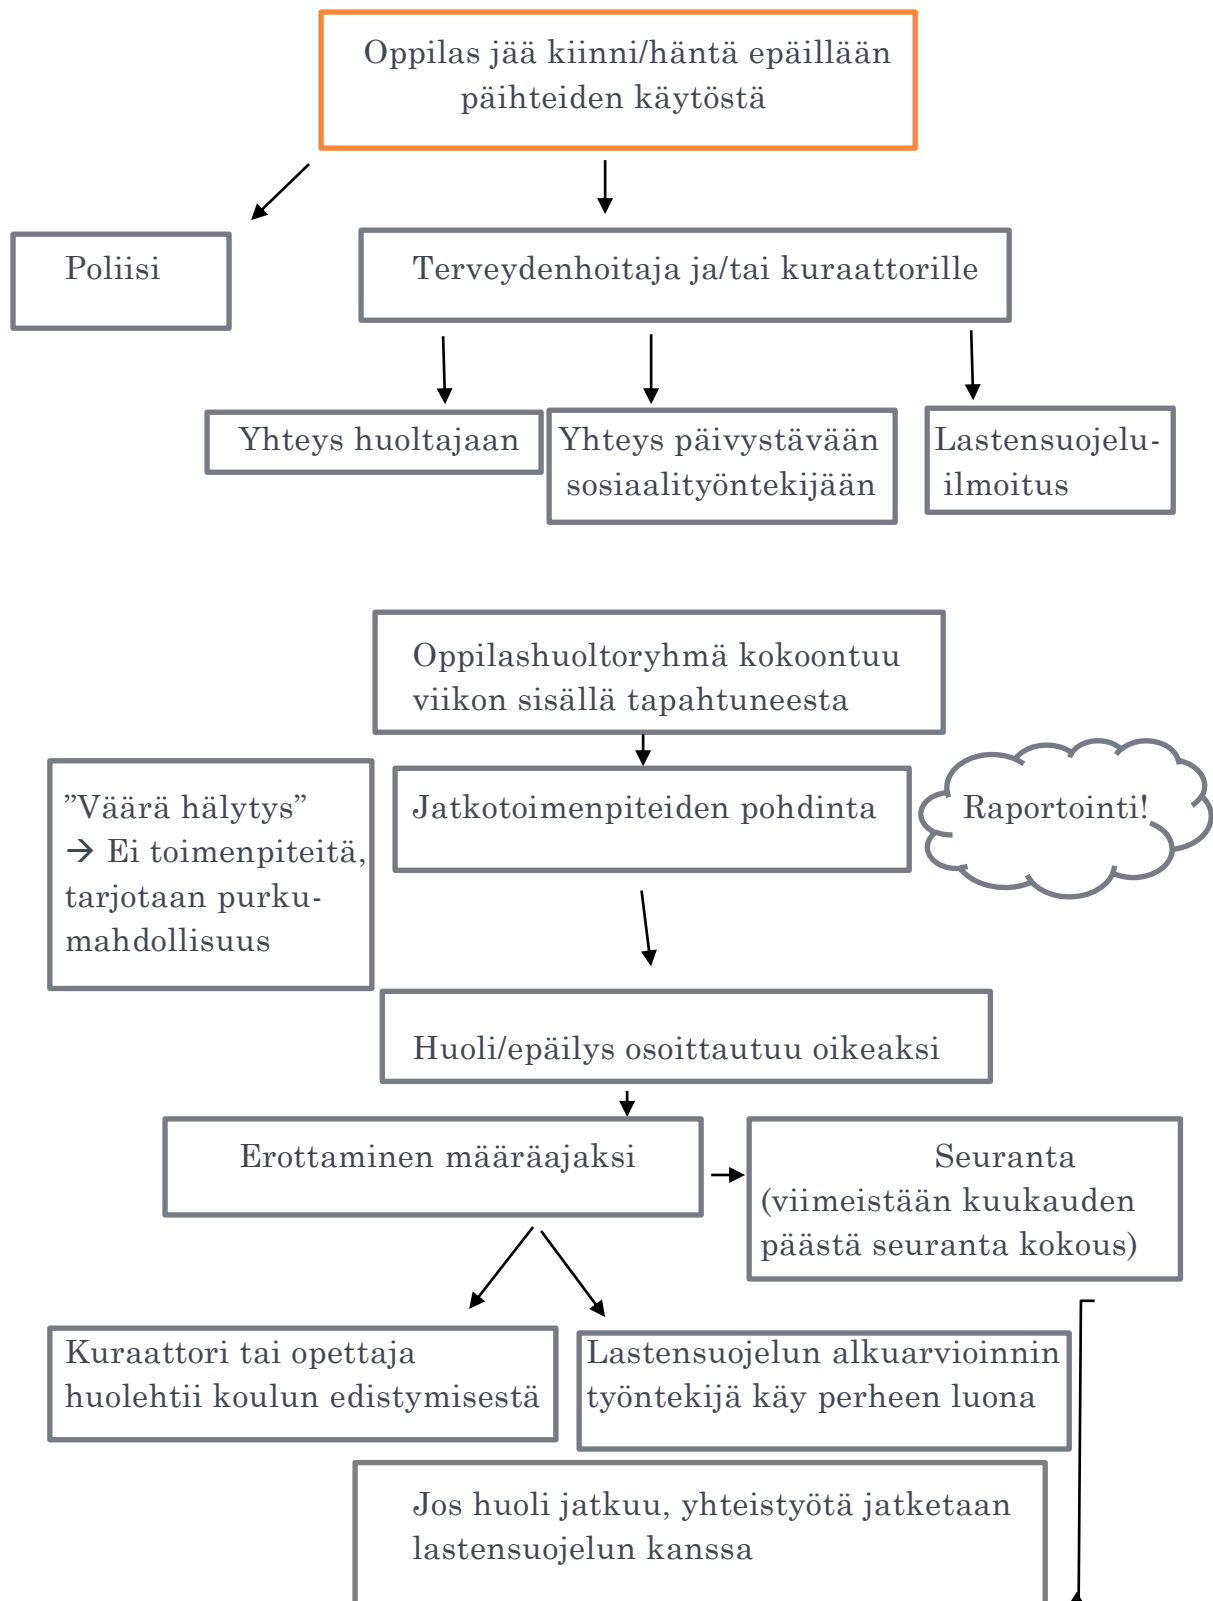 Oppilas jää kiinni/häntä epäillään
päihteiden käytöstä
Poliisi
Terveydenhoitaja ja/tai kuraattorille
Yhteys huoltajaan
Yhteys päivystävään
sosiaalityöntekijään
Lastensuojelu-
ilmoitus
Oppilashuoltoryhmä kokoontuu
viikon sisällä tapahtuneesta
”Väärä hälytys”
→ Ei toimenpiteitä,
tarjotaan purku-
mahdollisuus
Jatkotoimenpiteiden pohdinta
Raportointi!
Huoli/epäilys osoittautuu oikeaksi
Erottaminen määräajaksi
Seuranta
(viimeistään kuukauden
päästä seuranta kokous)
Kuraattori tai opettaja
huolehtii koulun edistymisestä
Lastensuojelun alkuarvioinnin
työntekijä käy perheen luona
Jos huoli jatkuu, yhteistyötä jatketaan
lastensuojelun kanssa